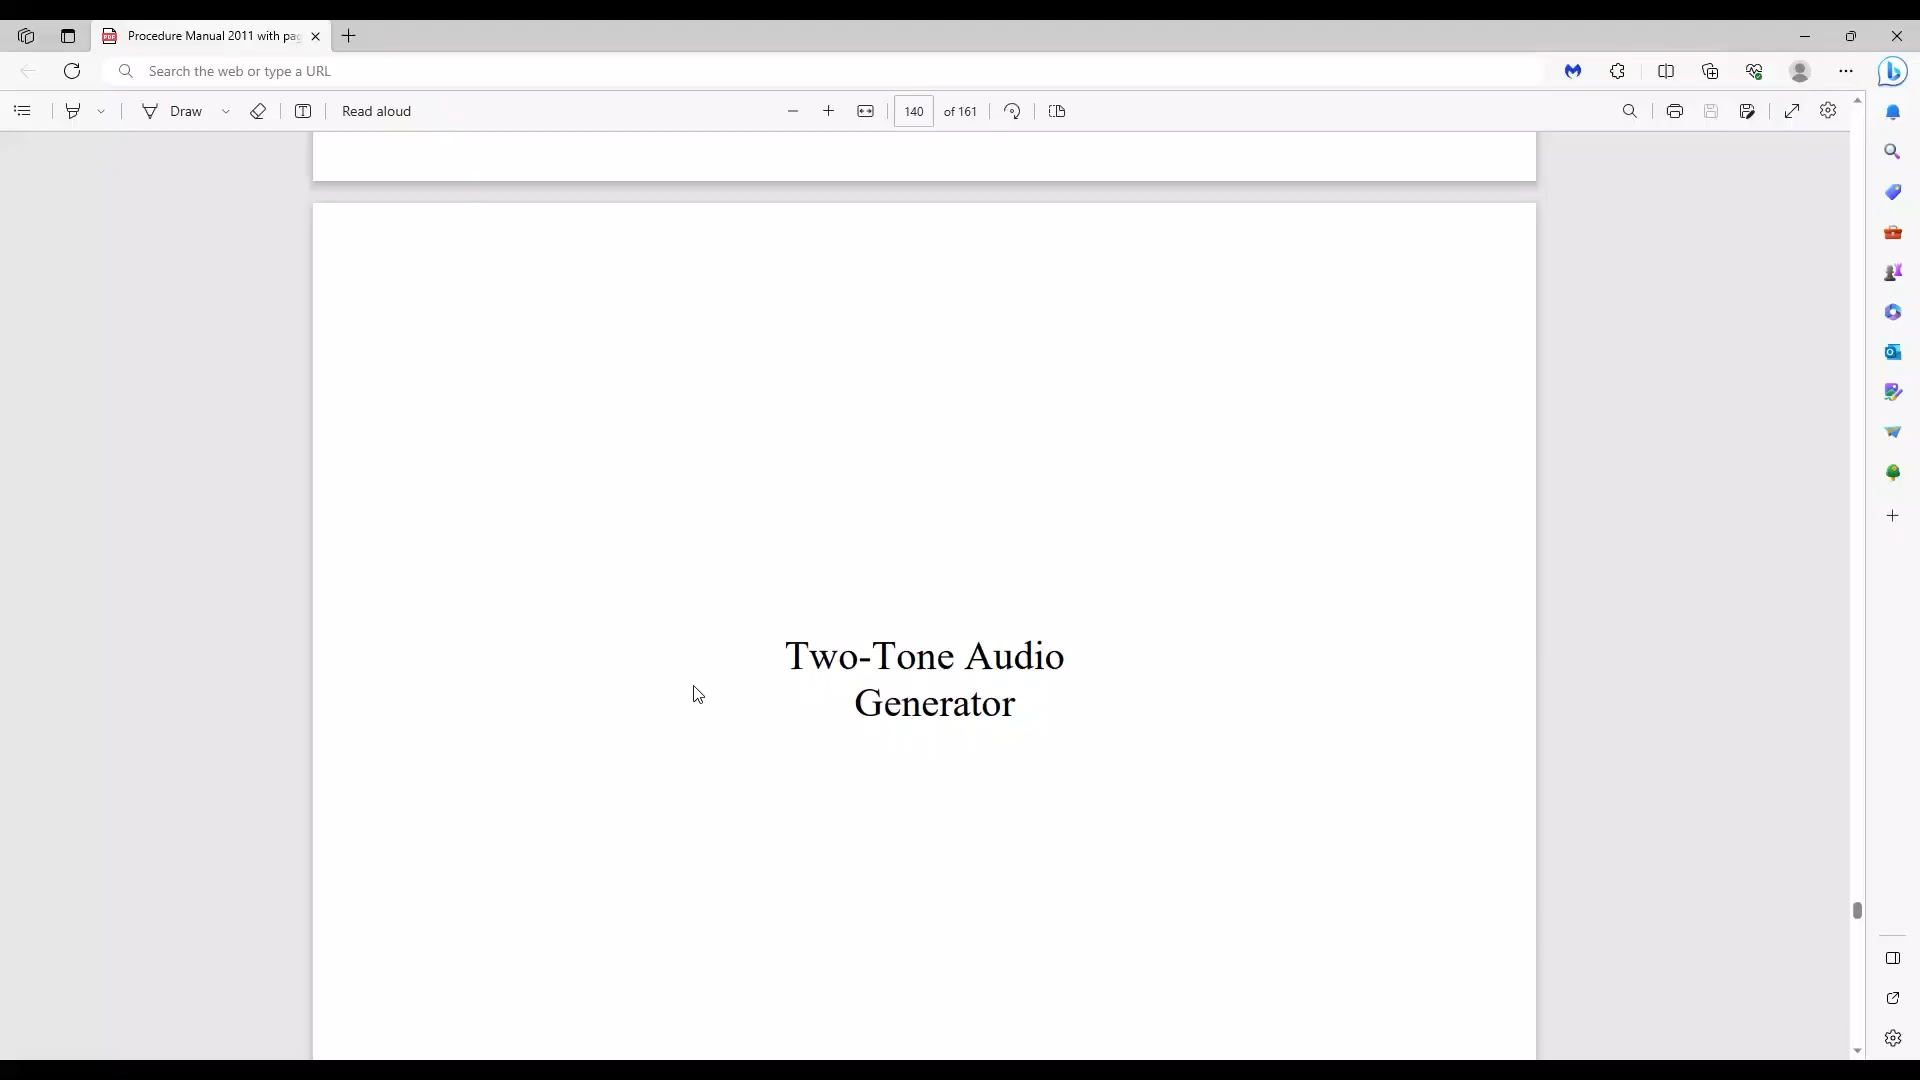 Procedure Manual 2011 with pag
Search the web or type a URL
Draw
Read aloud
140
of 161
Two-Tone Audio
Generator